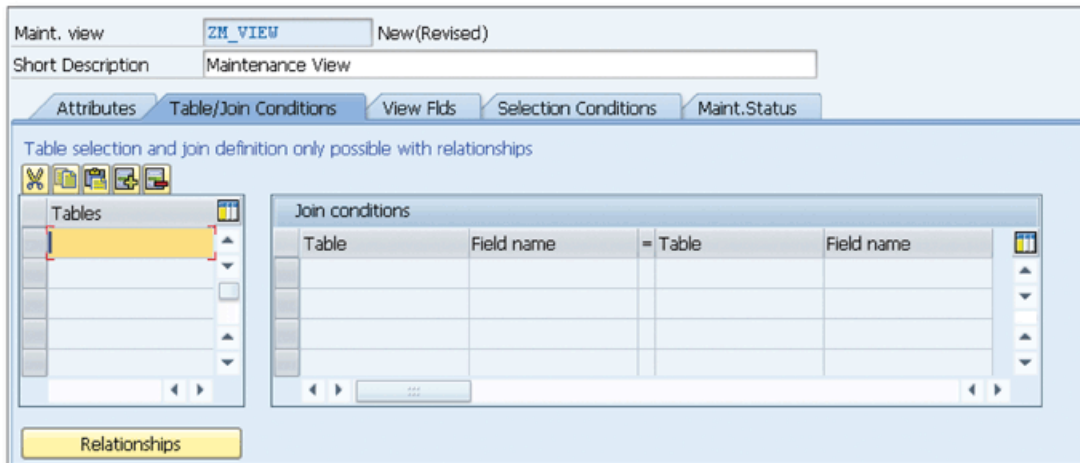 Maint. view ZM_VIEW New(Revised)
Short Description Maintenance View
Attributes Table/Join Conditions View Flds Selection Conditions Maint.Status
Table selection and join definition only possible with relationships
Tables
Join conditions
Table Field name = Table Field name
Relationships